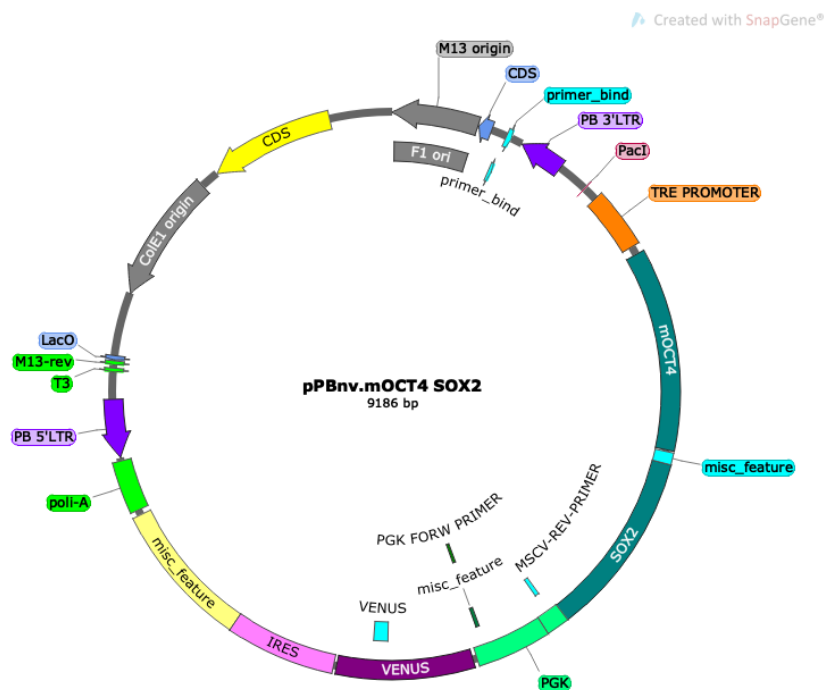 Created with SnapGene®
M13 origin
CDS
primer_bind
PB 3'LTR
PacI
TRE PROMOTER
CDS
F1 ori
primer_bind
ColE1 origin
mOCT4
LacO
M13-rev
T3
pPBnv.mOCT4 SOX2
9186 bp
PB 5'LTR
misc_feature
poli-A
PGK FORW PRIMER
MSCV-REV-PRIMER
SOX2
misc_feature
misc_feature
VENUS
IRES
VENUS
PGK